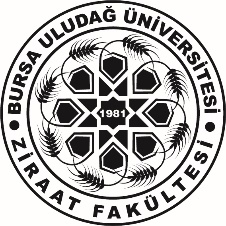 BURSA ULUDAĞ ÜNİVERSİTESİ
1981
ZİRAAT FAKÜLTESİ